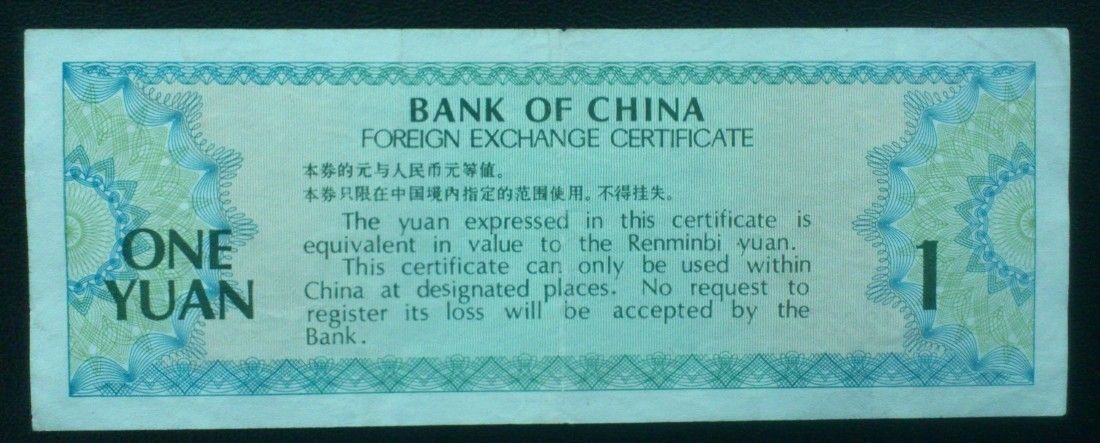 BANK OF CHINA
FOREIGN EXCHANGE CERTIFICATE
本券的元与人民币元等值。
本券只限在中国境内指定的范围使用。不得挂失。
The yuan expressed in this certificate is
equivalent in value to the Renminbi yuan.
This certificate can only be used within
China at designated places. No request to
register its loss will be accepted by the
Bank.
ONE
YUAN
1